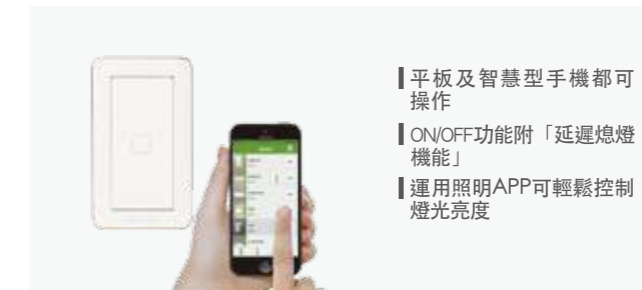 平板及智慧型手機都可
操作
ON/OFF功能附「延遲熄燈
機能」
運用照明APP可輕鬆控制
燈光亮度